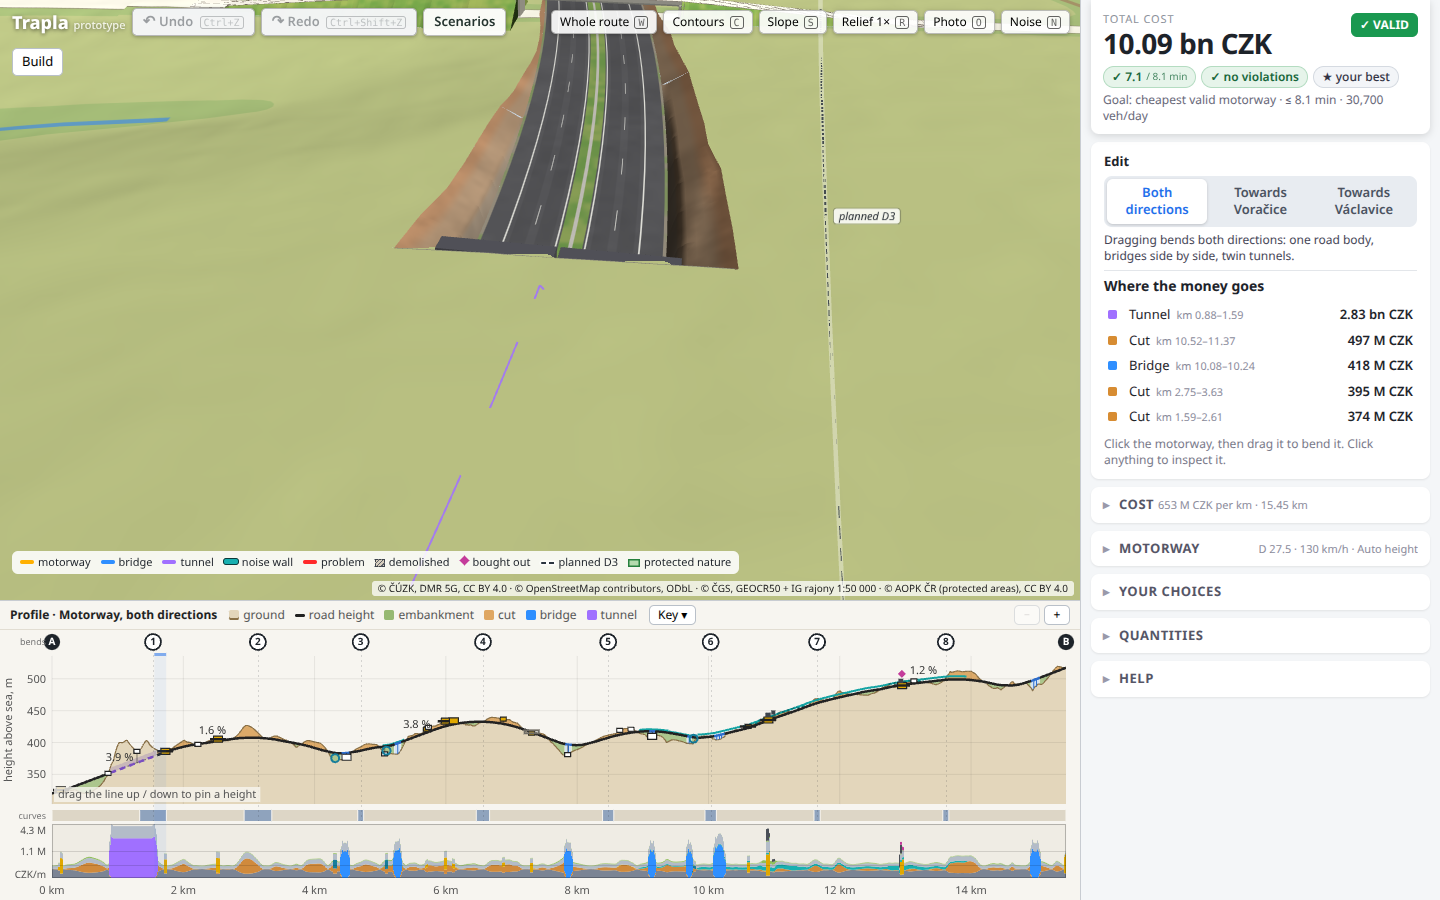 Trapla prototype
↶ Undo Ctrl+Z
↷ Redo Ctrl+Shift+Z
Scenarios
Whole route W
Contours C
Slope S
Relief 1× R
Photo O
Noise N
Build
planned D3
motorway bridge tunnel noise wall problem demolished bought out planned D3 protected nature
© ČÚZK, DMR 5G, CC BY 4.0 · © OpenStreetMap contributors, ODbL · © ČGS, GEOCR50 + IG rajony 1:50 000 · © AOPK ČR (protected areas), CC BY 4.0
TOTAL COST
✓ VALID
10.09 bn CZK
✓ 7.1 / 8.1 min
✓ no violations
★ your best
Goal: cheapest valid motorway · ≤ 8.1 min · 30,700
veh/day
Edit
Both
directions
Towards
Voračice
Towards
Václavice
Dragging bends both directions: one road body,
bridges side by side, twin tunnels.
Where the money goes
Tunnel km 0.88–1.59 2.83 bn CZK
Cut km 10.52–11.37 497 M CZK
Bridge km 10.08–10.24 418 M CZK
Cut km 2.75–3.63 395 M CZK
Cut km 1.59–2.61 374 M CZK
Click the motorway, then drag it to bend it. Click
anything to inspect it.
▶ COST 653 M CZK per km · 15.45 km
▶ MOTORWAY D 27.5 · 130 km/h · Auto height
▶ YOUR CHOICES
▶ QUANTITIES
▶ HELP
Profile · Motorway, both directions ground road height embankment cut bridge tunnel Key ▾ − +
bends A 1 2 3 4 5 6 7 8 B
height above sea, m
500
450
400
350
3.9 %
1.6 %
3.8 %
1.2 %
drag the line up / down to pin a height
curves
4.3 M
1.1 M
CZK/m
0 km 2 km 4 km 6 km 8 km 10 km 12 km 14 km